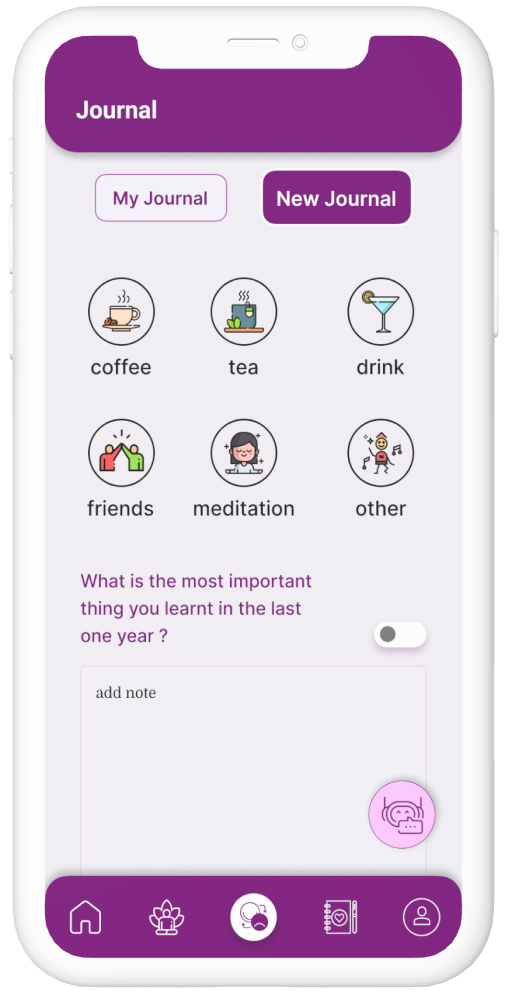 Journal
My Journal
New Journal
coffee
tea
drink
friends
meditation
other
What is the most important
thing you learnt in the last
one year ?
add note